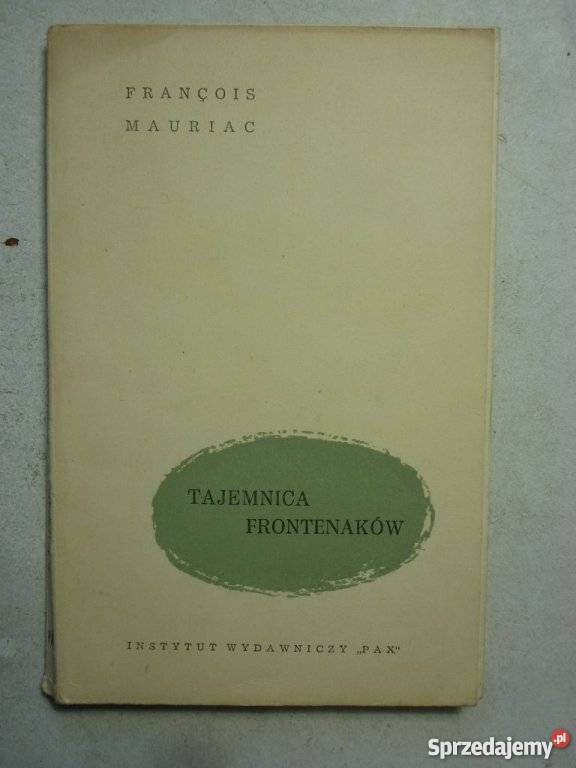 FRANÇOIS
MAURIAC
TAJEMNICA
FRONTENAKÓW
INSTYTUT WYDAWNICZY „PAX“
Sprzedajemy.pl